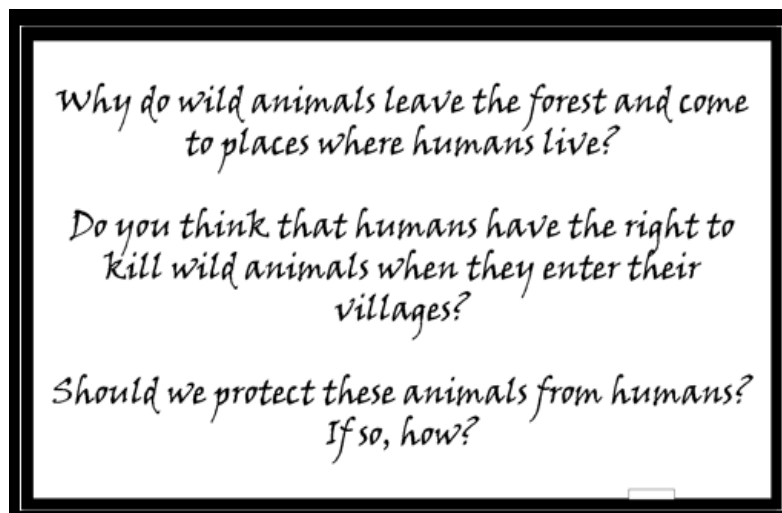 Why do wild animals leave the forest and come
to places where humans live?
Do you think that humans have the right to
kill wild animals when they enter their
villages?
Should we protect these animals from humans?
If so, how?